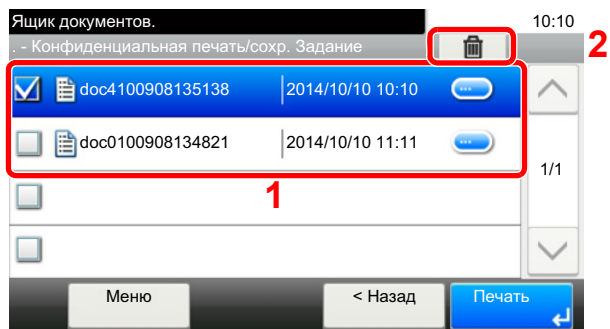 Ящик документов. 10:10
. - Конфиденциальная печать/сохр. Задание 2
doc4100908135138 2014/10/10 10:10 ...
doc0100908134821 2014/10/10 11:11 ...
1/1
1
Меню < Назад Печать